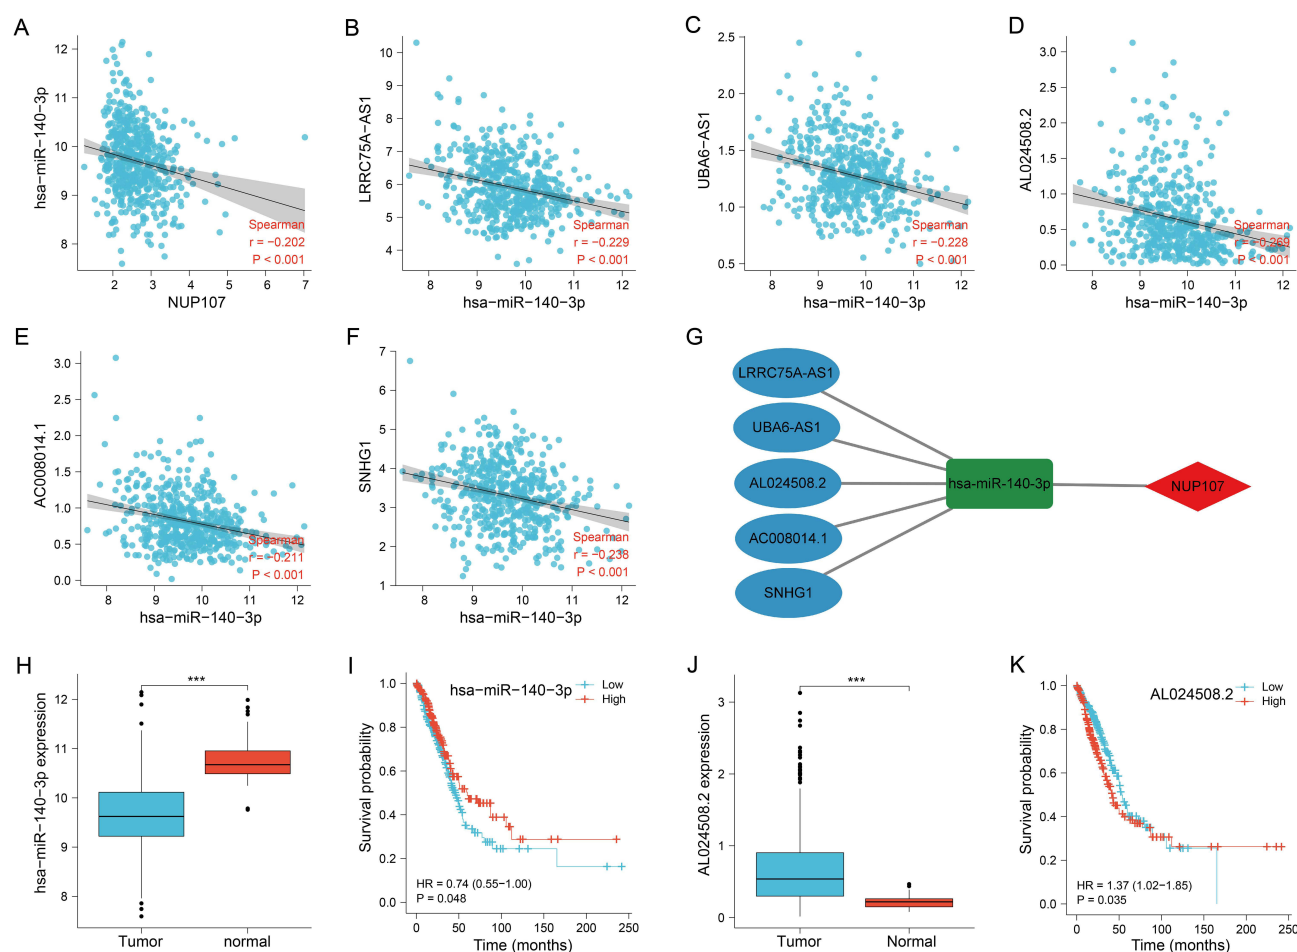 A
hsa−miR−140−3p
12
11
10
9
8
Spearman
r = −0.202
P < 0.001
2 3 4 5 6 7
NUP107
B
LRRC75A−AS1
10
9
8
7
6
5
4
Spearman
r = −0.229
P < 0.001
8 9 10 11 12
hsa−miR−140−3p
C
UBA6−AS1
2.5
2.0
1.5
1.0
0.5
Spearman
r = −0.228
P < 0.001
8 9 10 11 12
hsa−miR−140−3p
D
AL024508.2
3.0
2.5
2.0
1.5
1.0
0.5
0.0
Spearman
r = −0.269
P < 0.001
8 9 10 11 12
hsa−miR−140−3p
E
AC008014.1
3.0
2.5
2.0
1.5
1.0
0.5
0.0
Spearman
r = −0.211
P < 0.001
8 9 10 11 12
hsa−miR−140−3p
F
SNHG1
7
6
5
4
3
2
1
Spearman
r = −0.238
P < 0.001
8 9 10 11 12
hsa−miR−140−3p
G
LRRC75A-AS1
UBA6-AS1
AL024508.2
AC008014.1
SNHG1
hsa-miR-140-3p
NUP107
H
hsa−miR−140−3p expression
12
11
10
9
8
***
Tumor normal
I
hsa−miR−140−3p
Low
High
Survival probability
1.0
0.8
0.6
0.4
0.2
0.0
HR = 0.74 (0.55−1.00)
P = 0.048
0 50 100 150 200 250
Time (months)
J
AL024508.2 expression
3
2
1
0
***
Tumor Normal
K
AL024508.2
Low
High
Survival probability
1.0
0.8
0.6
0.4
0.2
0.0
HR = 1.37 (1.02−1.85)
P = 0.035
0 50 100 150 200 250
Time (months)